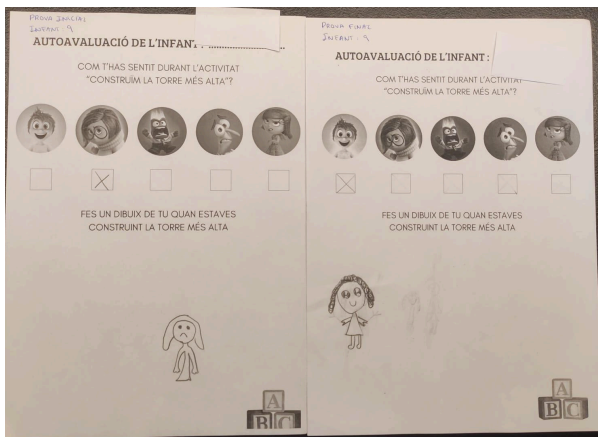 PROVA INICIAL
INFANT - 9
AUTOAVALUACIÓ DE L'INFANT :
COM T'HAS SENTIT DURANT L'ACTIVITAT
"CONSTRUÏM LA TORRE MÉS ALTA"?
FES UN DIBUIX DE TU QUAN ESTAVES
CONSTRUINT LA TORRE MÉS ALTA
A
B C
PROVA FINAL
INFANT - 9
AUTOAVALUACIÓ DE L'INFANT :
COM T'HAS SENTIT DURANT L'ACTIVITAT
"CONSTRUÏM LA TORRE MÉS ALTA"?
FES UN DIBUIX DE TU QUAN ESTAVES
CONSTRUINT LA TORRE MÉS ALTA
A
B C